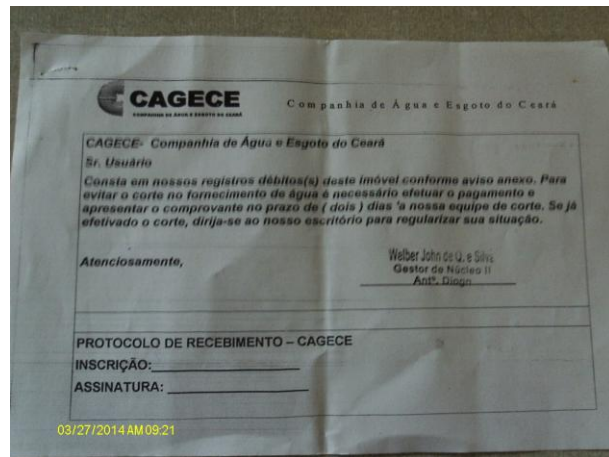 CAGECE
COMPANHIA DE ÁGUA E ESGOTO DO CEARÁ
Companhia de Água e Esgoto do Ceará
CAGECE- Companhia de Água e Esgoto do Ceará
Sr. Usuário
Consta em nossos registros débitos(s) deste imóvel conforme aviso anexo. Para
evitar o corte no fornecimento de água é necessário efetuar o pagamento e
apresentar o comprovante no prazo de ( dois ) dias 'a nossa equipe de corte. Se já
efetivado o corte, dirija-se ao nosso escritório para regularizar sua situação.
Atenciosamente,
Welber John de Q. e Silva
Gestor de Núcleo II
Antº. Diogo
PROTOCOLO DE RECEBIMENTO – CAGECE
INSCRIÇÃO:
ASSINATURA:
03/27/2014 AM 09:21